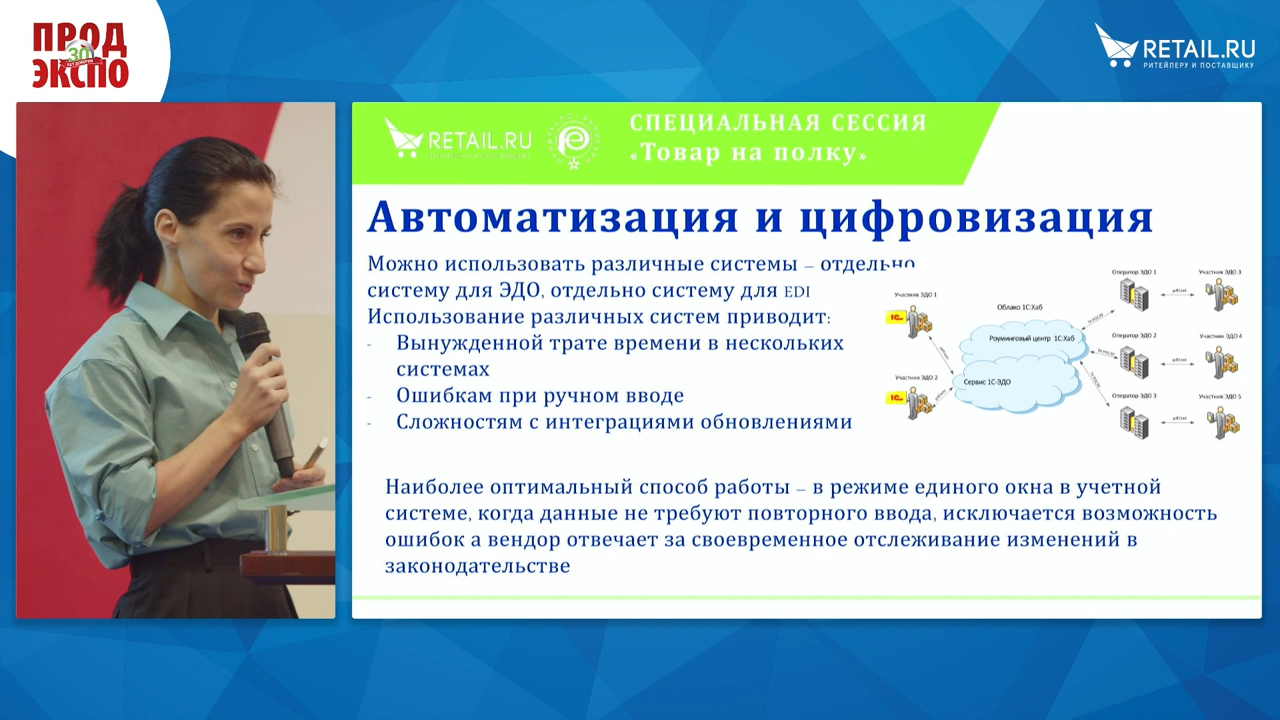 ПРОД
30
ЛЕТ ДОВЕРИЯ
ЭКСПО
RETAIL.RU
РИТЕЙЛЕРУ И ПОСТАВЩИКУ
RETAIL.RU
СПЕЦИАЛЬНАЯ СЕССИЯ
«Товар на полку»
Автоматизация и цифровизация
Можно использовать различные системы – отдельно
систему для ЭДО, отдельно систему для EDI
Использование различных систем приводит:
- Вынужденной трате времени в нескольких
системах
- Ошибкам при ручном вводе
- Сложностям с интеграциями обновлениями
Участник ЭДО 1
Участник ЭДО 2
Облако 1С:Хаб
Роуминговый центр 1С:Хаб
Сервис 1С-ЭДО
Оператор ЭДО 1
Участник ЭДО 3
Оператор ЭДО 2
Участник ЭДО 4
Оператор ЭДО 3
Участник ЭДО 5
Наиболее оптимальный способ работы – в режиме единого окна в учетной
системе, когда данные не требуют повторного ввода, исключается возможность
ошибок а вендор отвечает за своевременное отслеживание изменений в
законодательстве